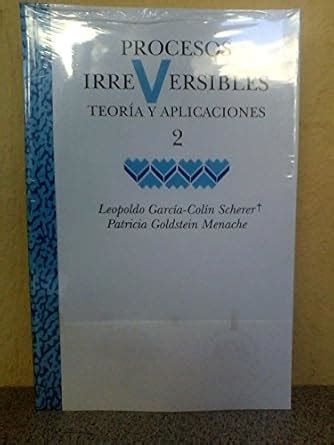 PROCESOS
IRREVERSIBLES
TEORÍA Y APLICACIONES
2
Leopoldo García-Colín Scherer†
Patricia Goldstein Menache